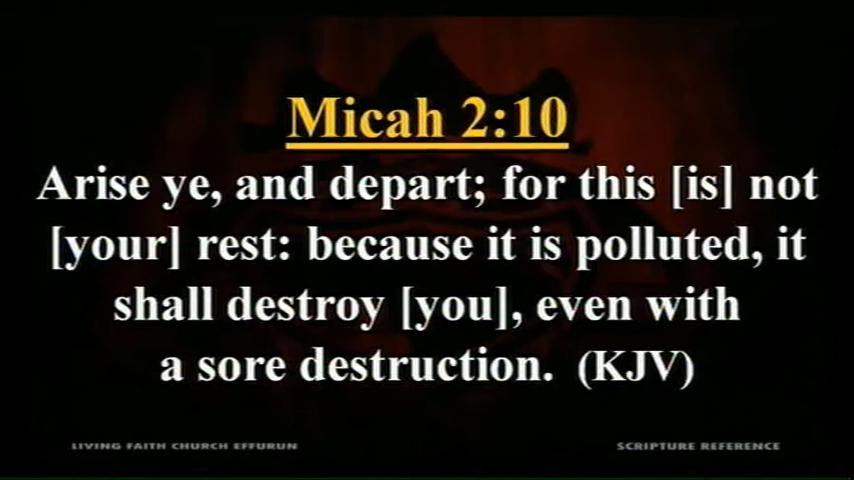 Micah 2:10
Arise ye, and depart; for this [is] not
[your] rest: because it is polluted, it
shall destroy [you], even with
a sore destruction. (KJV)
LIVING FAITH CHURCH EFFURUN
SCRIPTURE REFERENCE